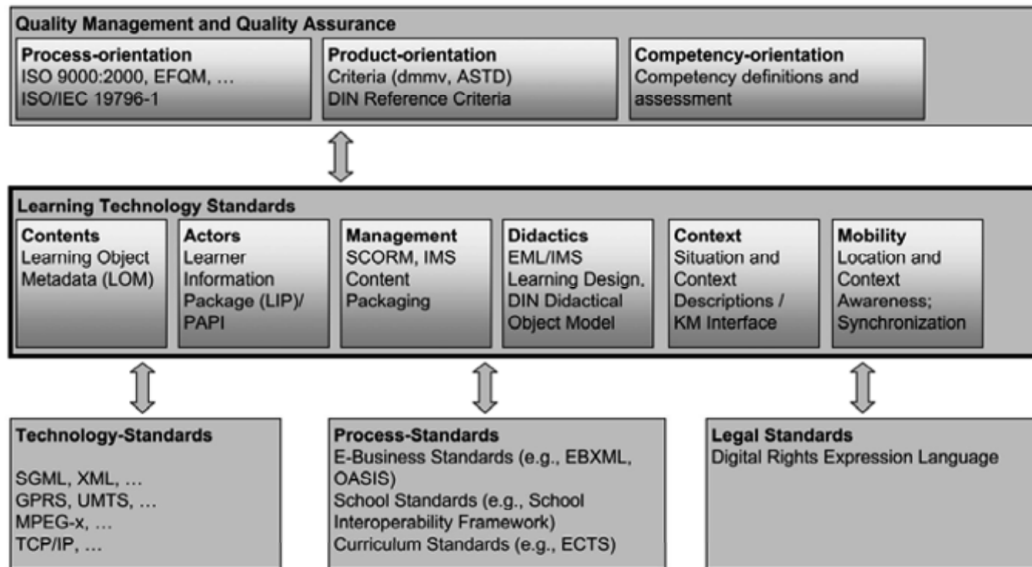 Quality Management and Quality Assurance
Process-orientation
ISO 9000:2000, EFQM, …
ISO/IEC 19796-1
Product-orientation
Criteria (dmmv, ASTD)
DIN Reference Criteria
Competency-orientation
Competency definitions and
assessment
Learning Technology Standards
Contents
Learning Object
Metadata (LOM)
Actors
Learner
Information
Package (LIP)/
PAPI
Management
SCORM, IMS
Content
Packaging
Didactics
EML/IMS
Learning Design,
DIN Didactical
Object Model
Context
Situation and
Context
Descriptions /
KM Interface
Mobility
Location and
Context
Awareness;
Synchronization
Technology-Standards
SGML, XML, …
GPRS, UMTS, …
MPEG-x, …
TCP/IP, …
Process-Standards
E-Business Standards (e.g., EBXML,
OASIS)
School Standards (e.g., School
Interoperability Framework)
Curriculum Standards (e.g., ECTS)
Legal Standards
Digital Rights Expression Language